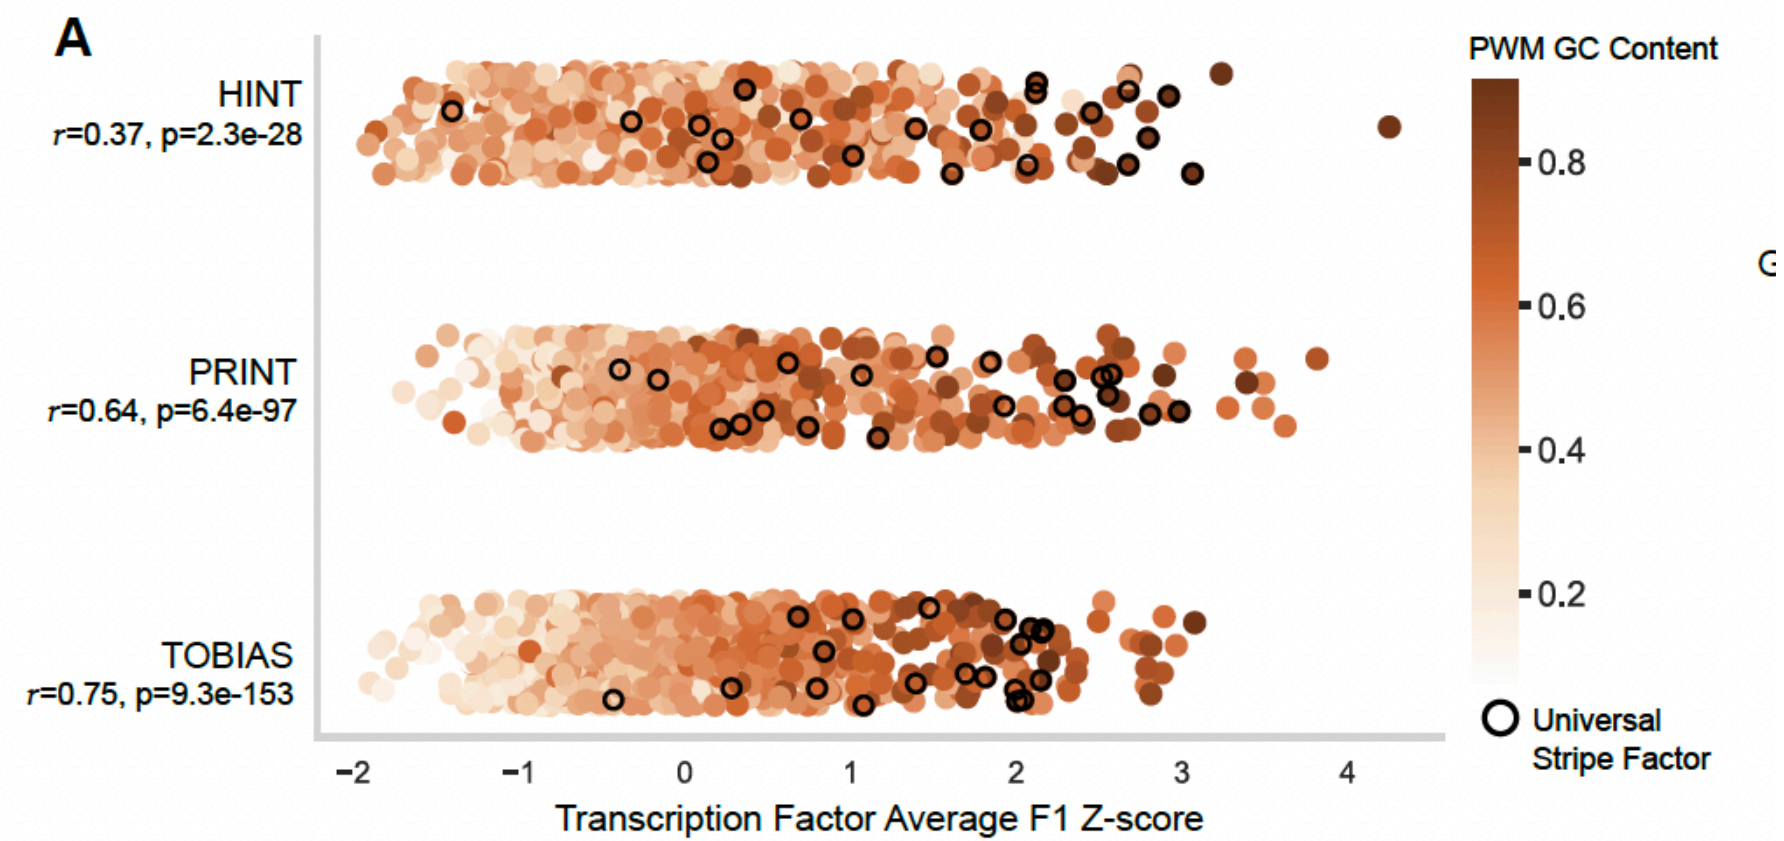 A
HINT
r=0.37, p=2.3e-28
PRINT
r=0.64, p=6.4e-97
TOBIAS
r=0.75, p=9.3e-153
−2 −1 0 1 2 3 4
Transcription Factor Average F1 Z-score
PWM GC Content
0.8
0.6
0.4
0.2
Universal
Stripe Factor